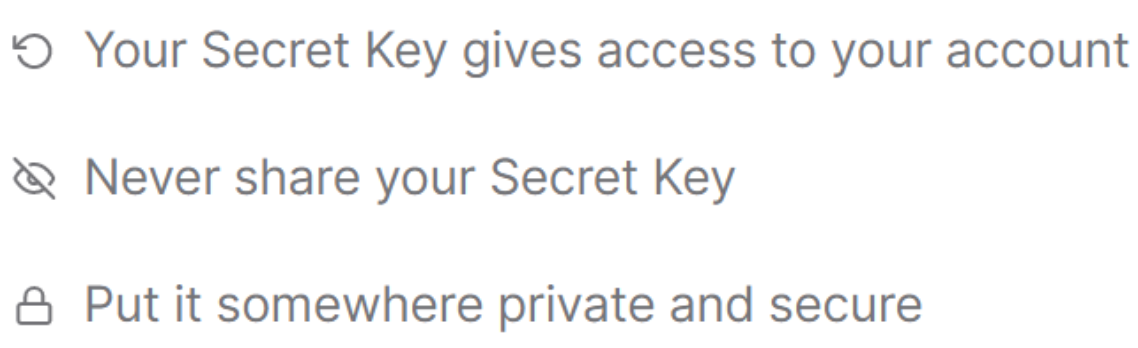 Your Secret Key gives access to your account
Never share your Secret Key
Put it somewhere private and secure